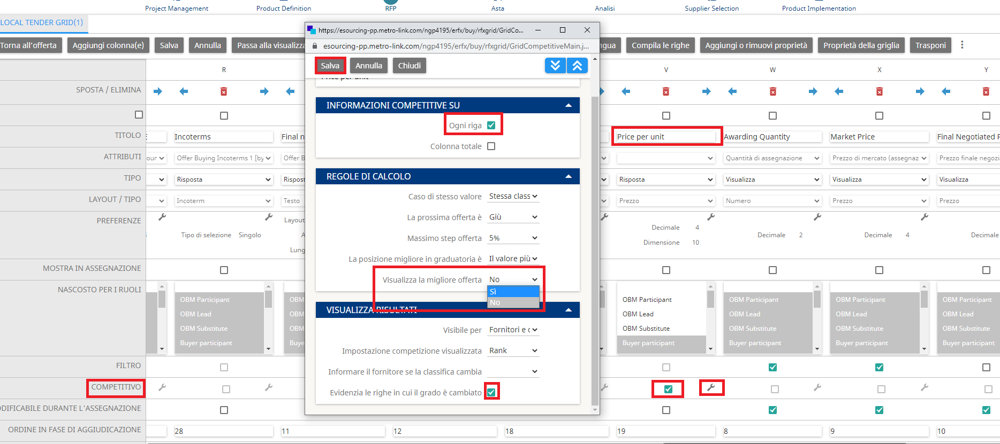 Project Management
Product Definition
RFP
Asta
Analisi
Supplier Selection
Product Implementation
LOCAL TENDER GRID(1)
Torna all'offerta
Aggiungi colonna(e)
Salva
Annulla
Passa alla visualizza
gua
Compila le righe
Aggiungi o rimuovi proprietà
Proprietà della griglia
Trasponi
R
V
W
X
Y
SPOSTA / ELIMINA
TITOLO
Incoterms
Final n
Price per unit
Awarding Quantity
Market Price
Final Negotiated P
ATTRIBUTI
our
Offer Buying Incoterms 1 [by
Offer B
Quantità di assegnazione
Prezzo di mercato (assegnaz
Prezzo finale negozia
TIPO
Risposta
Rispost
Risposta
Visualizza
Visualizza
Visualizza
LAYOUT / TIPO
Incoterm
Testo
Prezzo
Numero
Prezzo
Prezzo
PREFERENZE
Tipo di selezione Singolo
Layout
A
Lung
Decimale 4
Dimensione 10
Decimale 2
Decimale 4
Decimale
MOSTRA IN ASSEGNAZIONE
NASCOSTO PER I RUOLI
OBM Participant
OBM Lead
OBM Substitute
Buyer participant
OBM
OBM
OBM
Buye
OBM Participant
OBM Lead
OBM Substitute
Buyer participant
OBM Participant
OBM Lead
OBM Substitute
Buyer participant
OBM Participant
OBM Lead
OBM Substitute
Buyer participant
OBM Participant
OBM Lead
OBM Substitute
Buyer participant
FILTRO
COMPETITIVO
ODIFICABILE DURANTE L'ASSEGNAZIONE
ORDINE IN FASE DI AGGIUDICAZIONE
28
11
12
18
19
8
9
10
https://esourcing-pp.metro-link.com/ngp4195/erfx/buy/rfxgrid/GridCo...
esourcing-pp.metro-link.com/ngp4195/erfx/buy/rfxgrid/GridCompetitiveMain.j...
Salva
Annulla
Chiudi
Price per unit
INFORMAZIONI COMPETITIVE SU
Ogni riga
Colonna totale
REGOLE DI CALCOLO
Caso di stesso valore Stessa class
La prossima offerta è Giù
Massimo step offerta 5%
La posizione migliore in graduatoria è Il valore più
Visualizza la migliore offerta No
Sì
No
VISUALIZZA RISULTATI
Visibile per Fornitori e c
Impostazione competizione visualizzata Rank
Informare il fornitore se la classifica cambia
Evidenzia le righe in cui il grado è cambiato